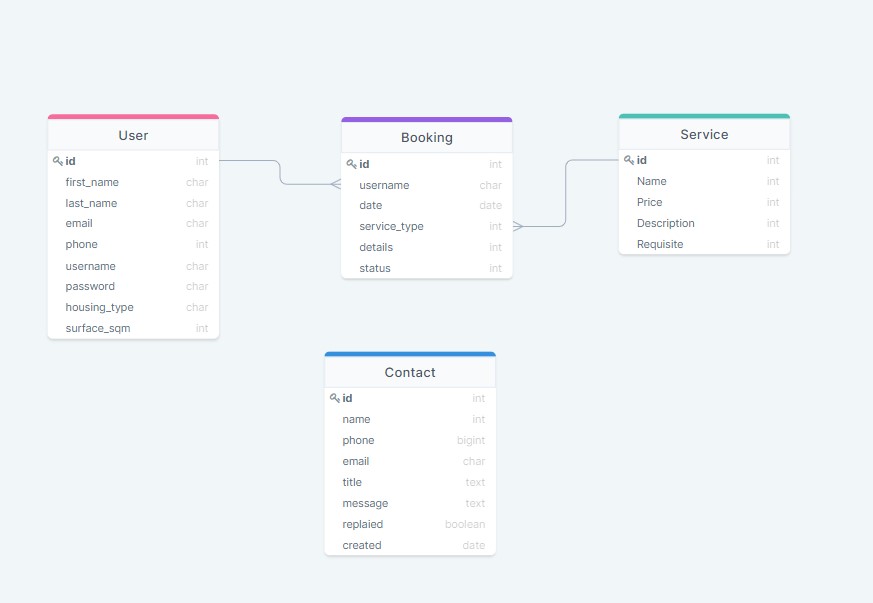 User
id int
first_name char
last_name char
email char
phone int
username char
password char
housing_type char
surface_sqm int
Booking
id int
username char
date date
service_type int
details int
status int
Service
id int
Name int
Price int
Description int
Requisite int
Contact
id int
name int
phone bigint
email char
title text
message text
replaied boolean
created date